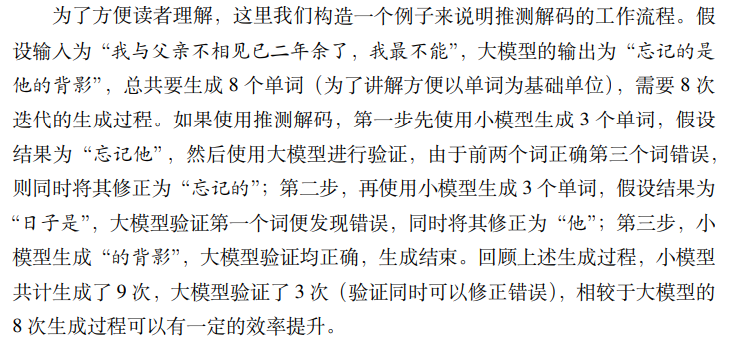 为了方便读者理解，这里我们构造一个例子来说明推测解码的工作流程。假
设输入为“我与父亲不相见已二年余了，我最不能”，大模型的输出为“忘记的是
他的背影”，总共要生成 8 个单词（为了讲解方便以单词为基础单位），需要 8 次
迭代的生成过程。如果使用推测解码，第一步先使用小模型生成 3 个单词，假设
结果为“忘记他”，然后使用大模型进行验证，由于前两个词正确第三个词错误，
则同时将其修正为“忘记的”；第二步，再使用小模型生成 3 个单词，假设结果为
“日子是”，大模型验证第一个词便发现错误，同时将其修正为“他”；第三步，小
模型生成“的背影”，大模型验证均正确，生成结束。回顾上述生成过程，小模型
共计生成了 9 次，大模型验证了 3 次（验证同时可以修正错误），相较于大模型的
8 次生成过程可以有一定的效率提升。